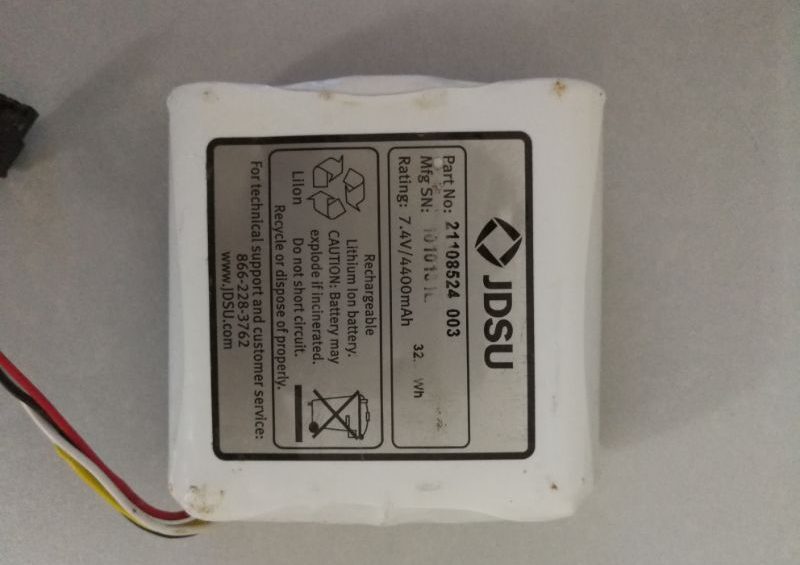 JDSU
Part No: 21108524 003
Mfg SN:
Rating: 7.4V/4400mAh 32. Wh
Rechargeable
Lithium Ion battery.
CAUTION: Battery may
explode if incinerated.
Do not short circuit.
LiIon
Recycle or dispose of properly.
For technical support and customer service:
866-228-3762
www.JDSU.com